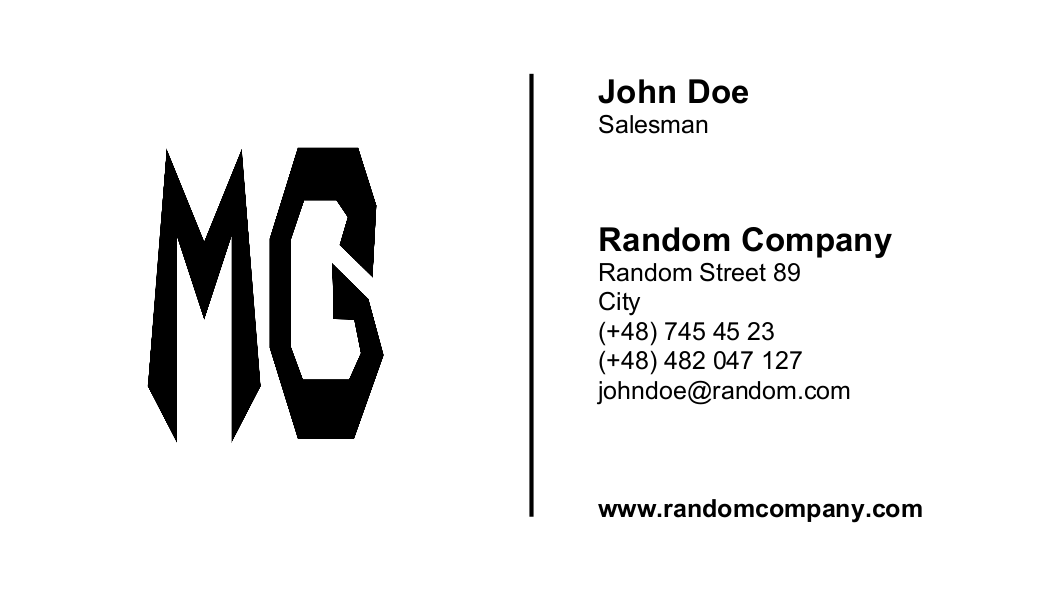 MG
John Doe
Salesman
Random Company
Random Street 89
City
(+48) 745 45 23
(+48) 482 047 127
johndoe@random.com
www.randomcompany.com